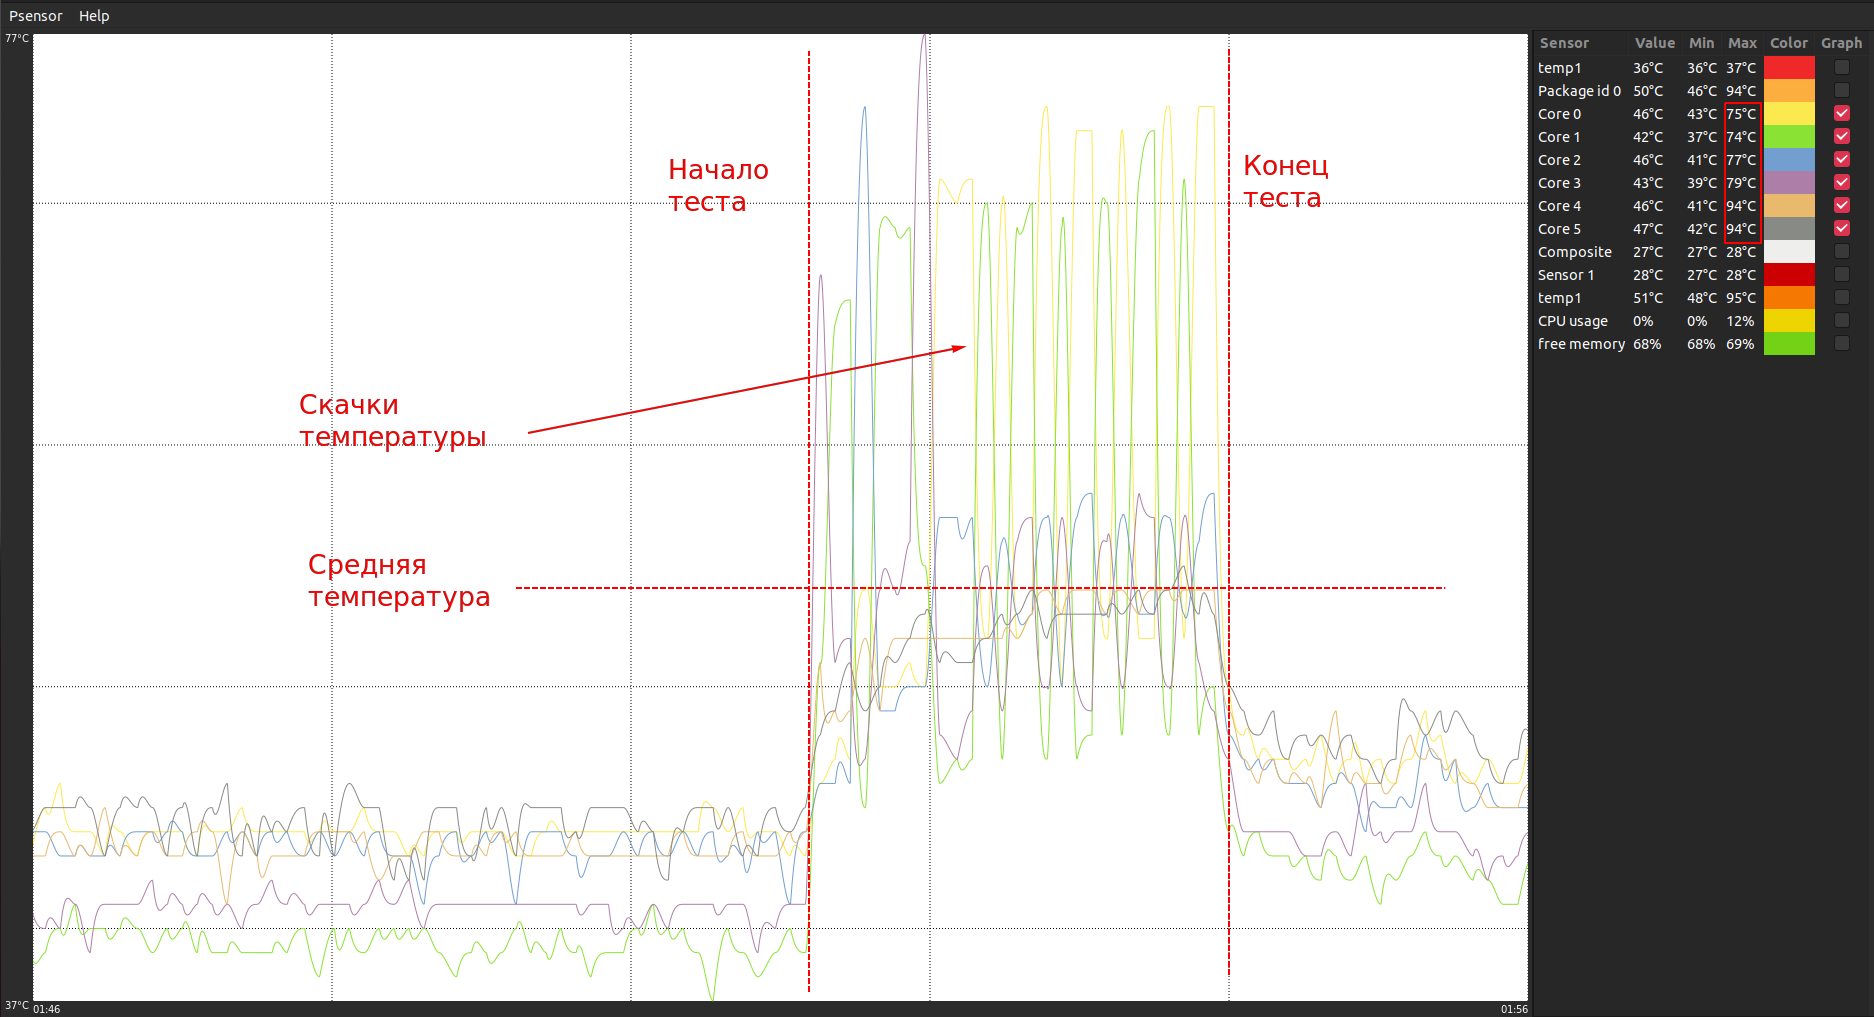 Psensor Help
77°C
Sensor Value Min Max Color Graph
temp1 36°C 36°C 37°C
Package id 0 50°C 46°C 94°C
Core 0 46°C 43°C 75°C
Core 1 42°C 37°C 74°C
Core 2 46°C 41°C 77°C
Core 3 43°C 39°C 79°C
Core 4 46°C 41°C 94°C
Core 5 47°C 42°C 94°C
Composite 27°C 27°C 28°C
Sensor 1 28°C 27°C 28°C
temp1 51°C 48°C 95°C
CPU usage 0% 0% 12%
free memory 68% 68% 69%
Начало
теста
Конец
теста
Скачки
температуры
Средняя
температура
37°C
01:46
01:56